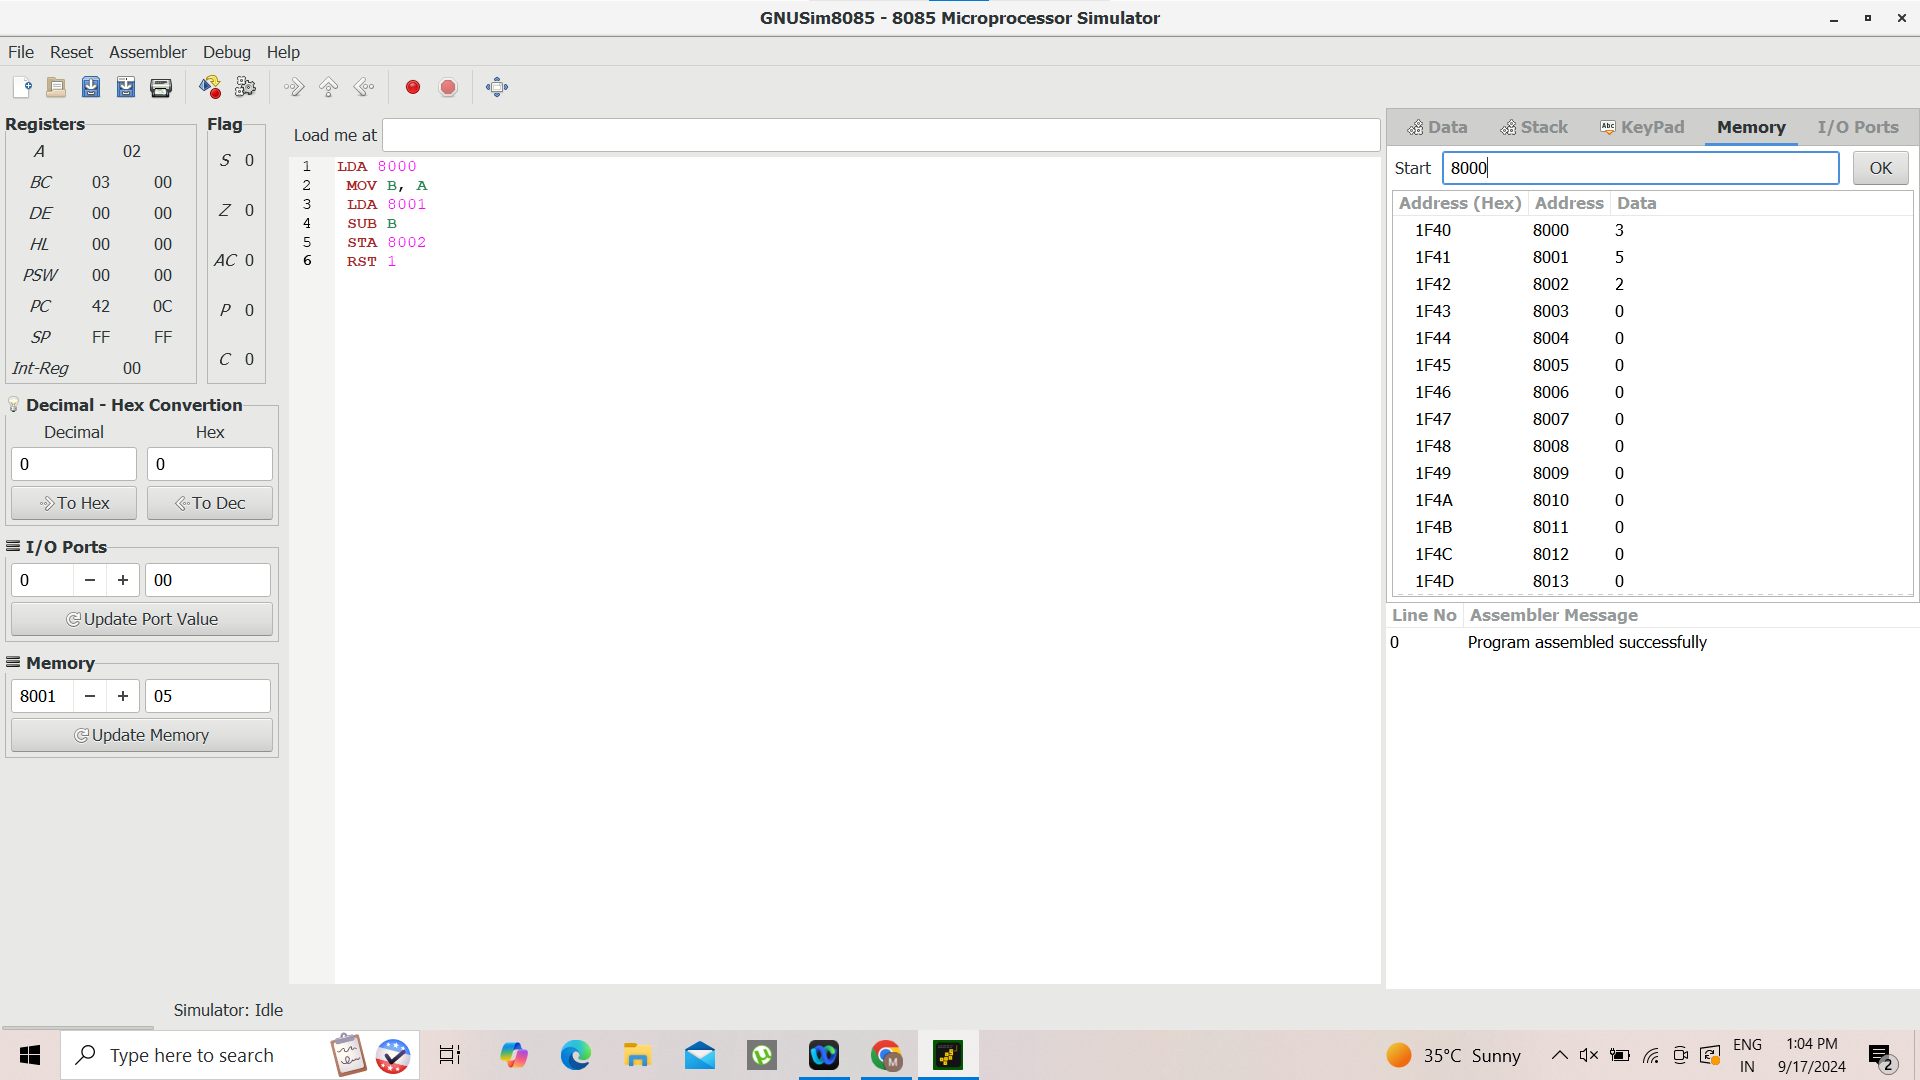 GNUSim8085 - 8085 Microprocessor Simulator
File Reset Assembler Debug Help
Registers
A 02
BC 03 00
DE 00 00
HL 00 00
PSW 00 00
PC 42 0C
SP FF FF
Int-Reg 00
Flag
S 0
Z 0
AC 0
P 0
C 0
Decimal - Hex Convertion
Decimal Hex
0 0
To Hex To Dec
I/O Ports
0 − + 00
Update Port Value
Memory
8001 − + 05
Update Memory
Load me at
1 LDA 8000
2 MOV B, A
3 LDA 8001
4 SUB B
5 STA 8002
6 RST 1
Data Stack Abc KeyPad Memory I/O Ports
Start 8000 OK
Address (Hex) Address Data
1F40 8000 3
1F41 8001 5
1F42 8002 2
1F43 8003 0
1F44 8004 0
1F45 8005 0
1F46 8006 0
1F47 8007 0
1F48 8008 0
1F49 8009 0
1F4A 8010 0
1F4B 8011 0
1F4C 8012 0
1F4D 8013 0
Line No Assembler Message
0 Program assembled successfully
Simulator: Idle
Type here to search
M
35°C Sunny
ENG
IN
1:04 PM
9/17/2024
2